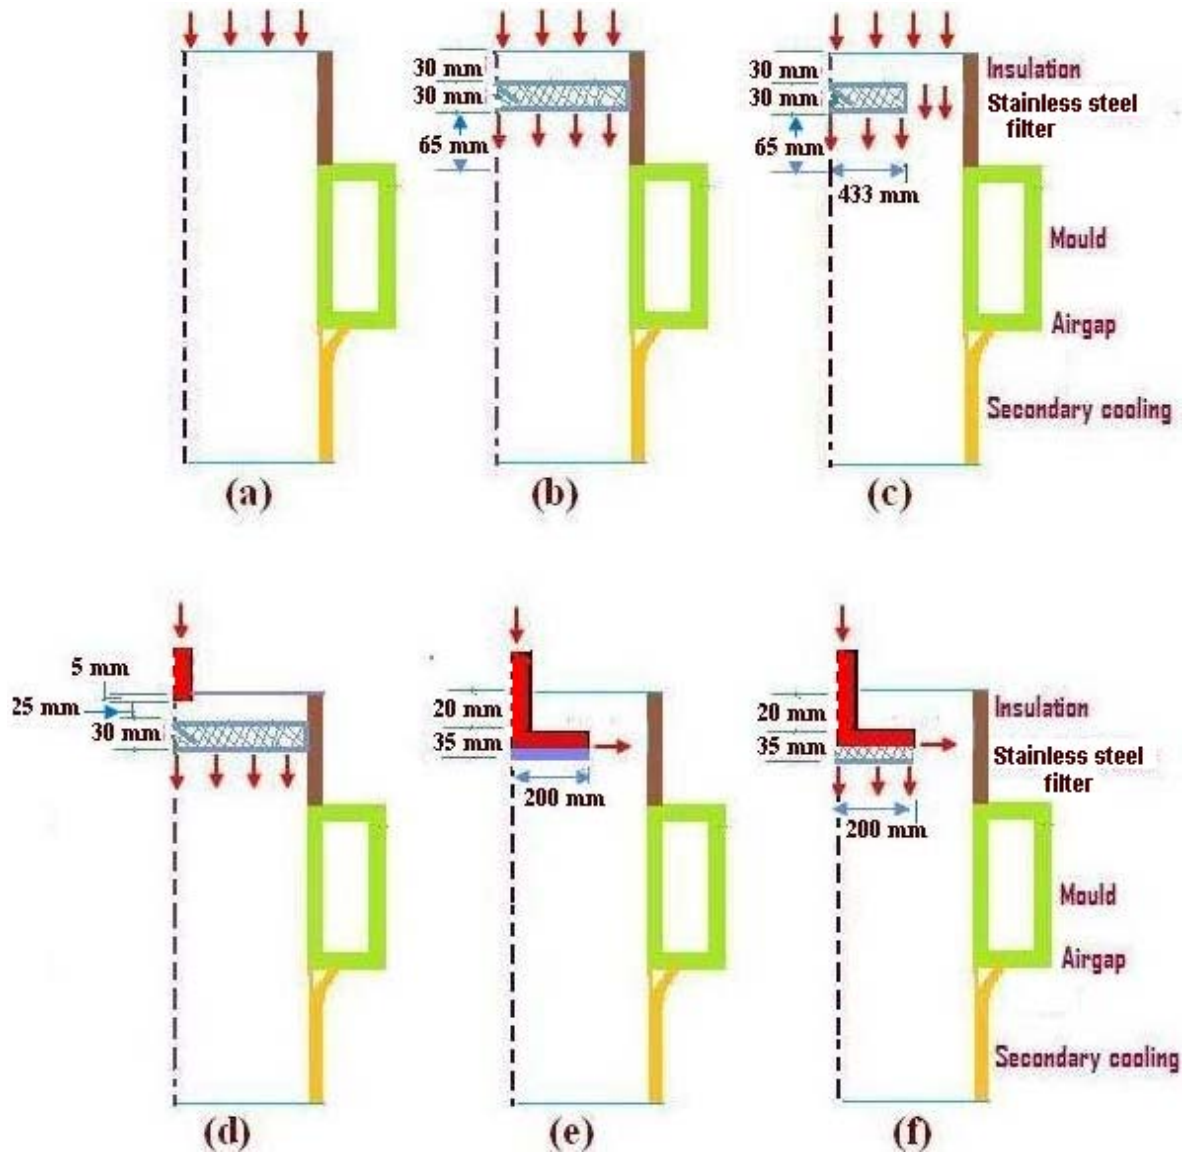 30 mm
30 mm
65 mm
30 mm
30 mm
65 mm
433 mm
Insulation
Stainless steel
filter
Mould
Airgap
Secondary cooling
(a)
(b)
(c)
5 mm
25 mm
30 mm
20 mm
35 mm
200 mm
20 mm
35 mm
200 mm
Insulation
Stainless steel
filter
Mould
Airgap
Secondary cooling
(d)
(e)
(f)